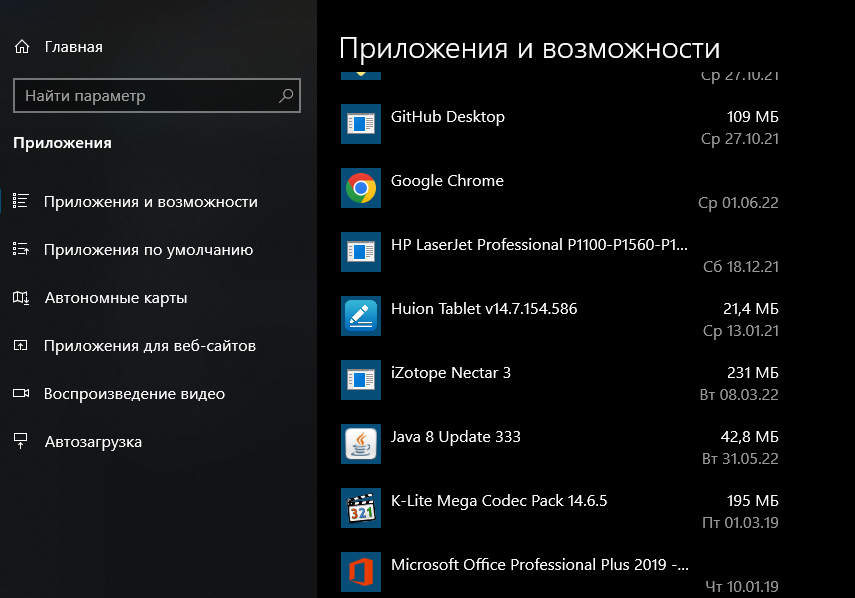 Главная
Найти параметр
Приложения
Приложения и возможности
Приложения по умолчанию
Автономные карты
Приложения для веб-сайтов
Воспроизведение видео
Автозагрузка
Приложения и возможности
Ср 27.10.21
GitHub Desktop
109 МБ
Ср 27.10.21
Google Chrome
Ср 01.06.22
HP LaserJet Professional P1100-P1560-P1...
Сб 18.12.21
Huion Tablet v14.7.154.586
21,4 МБ
Ср 13.01.21
iZotope Nectar 3
231 МБ
Вт 08.03.22
Java 8 Update 333
42,8 МБ
Вт 31.05.22
K-Lite Mega Codec Pack 14.6.5
195 МБ
Пт 01.03.19
Microsoft Office Professional Plus 2019 -...
Чт 10.01.19